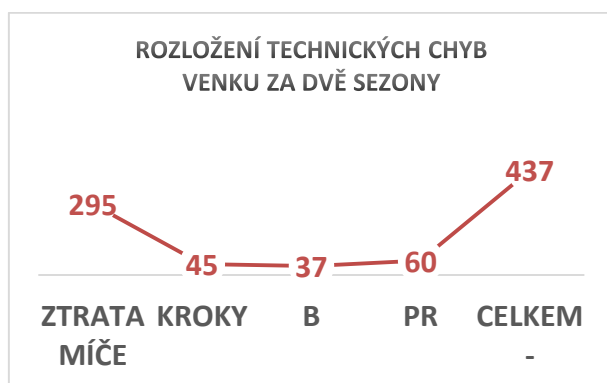 ROZLOŽENÍ TECHNICKÝCH CHYB
VENKU ZA DVĚ SEZONY
295
45
37
60
437
ZTRATA MÍČE
KROKY
B
PR
CELKEM -